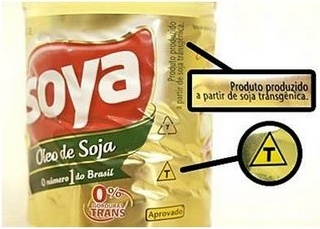 soya
Óleo de Soja
O número 1 do Brasil
0%
GORDURAS
TRANS
Produto produzido
a partir de soja transgênica.
T
Aprovado
Produto produzido
a partir de soja transgênica.
T